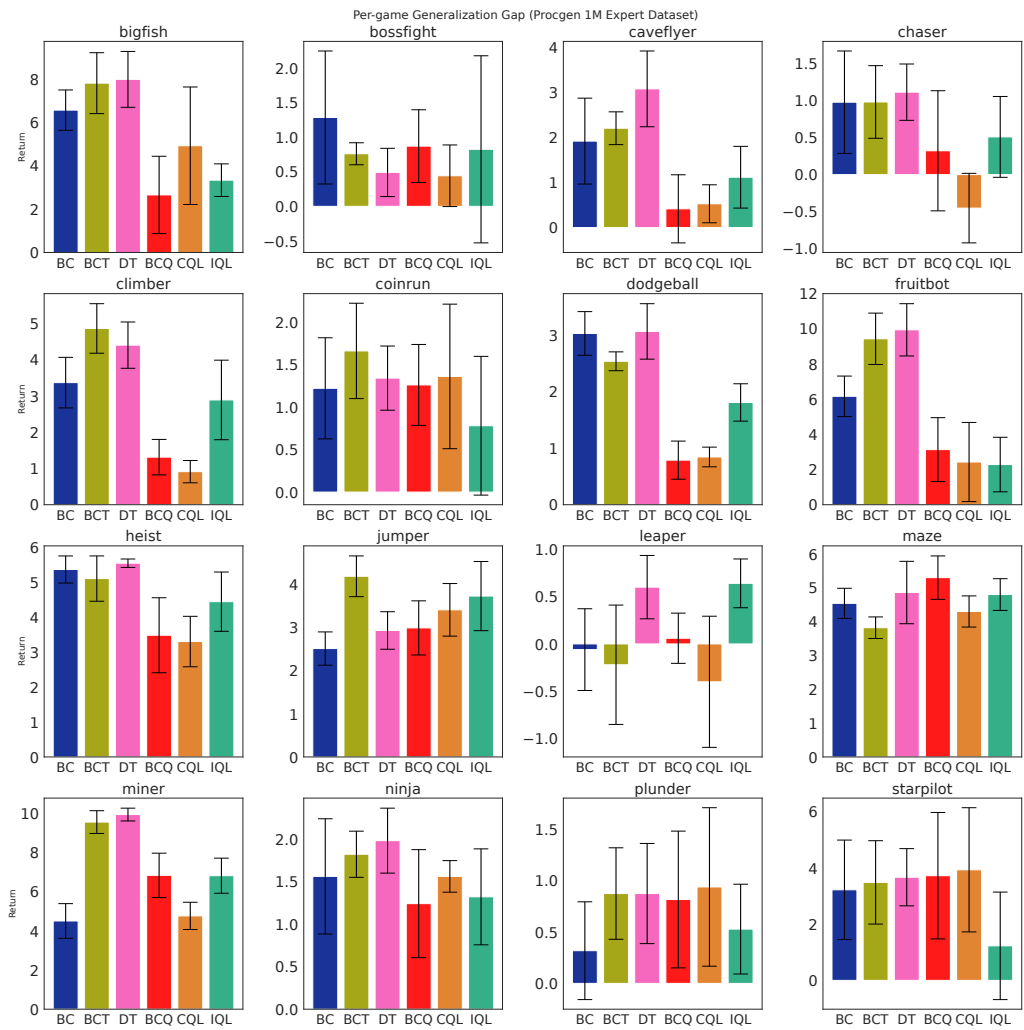 Per-game Generalization Gap (Procgen 1M Expert Dataset)
bigfish
bossfight
caveflyer
chaser
Return
0
2
4
6
8
BC BCT DT BCQ CQL IQL
−0.5
0.0
0.5
1.0
1.5
2.0
BC BCT DT BCQ CQL IQL
0
1
2
3
4
BC BCT DT BCQ CQL IQL
−1.0
−0.5
0.0
0.5
1.0
1.5
BC BCT DT BCQ CQL IQL
climber
coinrun
dodgeball
fruitbot
Return
0
1
2
3
4
5
BC BCT DT BCQ CQL IQL
0.0
0.5
1.0
1.5
2.0
BC BCT DT BCQ CQL IQL
0
1
2
3
BC BCT DT BCQ CQL IQL
0
2
4
6
8
10
12
BC BCT DT BCQ CQL IQL
heist
jumper
leaper
maze
Return
0
1
2
3
4
5
6
BC BCT DT BCQ CQL IQL
0
1
2
3
4
BC BCT DT BCQ CQL IQL
−1.0
−0.5
0.0
0.5
1.0
BC BCT DT BCQ CQL IQL
0
1
2
3
4
5
6
BC BCT DT BCQ CQL IQL
miner
ninja
plunder
starpilot
Return
0
2
4
6
8
10
BC BCT DT BCQ CQL IQL
0.0
0.5
1.0
1.5
2.0
BC BCT DT BCQ CQL IQL
0.0
0.5
1.0
1.5
BC BCT DT BCQ CQL IQL
0
2
4
6
BC BCT DT BCQ CQL IQL